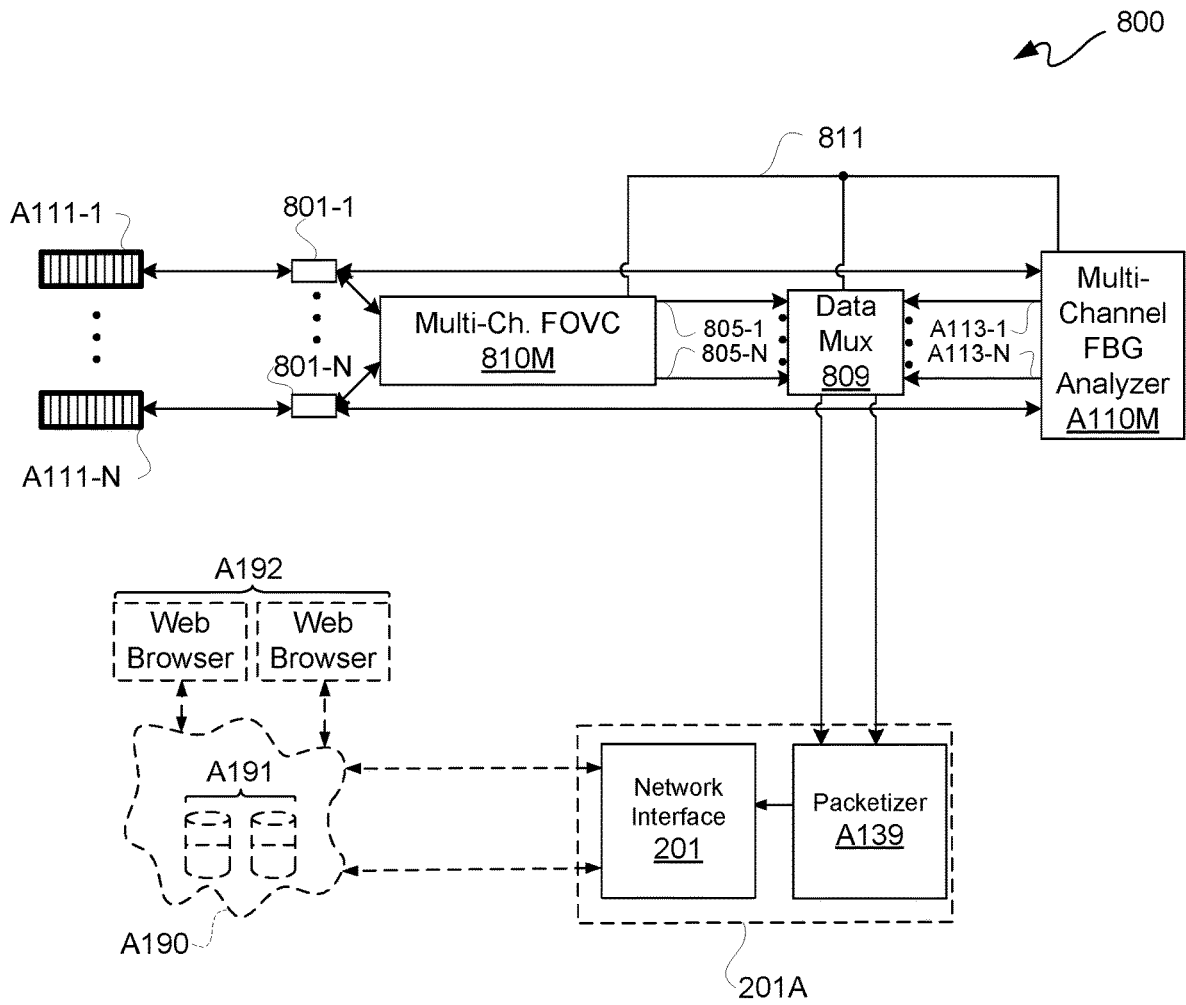 800
811
A111-1
801-1
Multi-Ch. FOVC
810M
801-N
A111-N
805-1
805-N
Data
Mux
809
A113-1
A113-N
Multi-
Channel
FBG
Analyzer
A110M
A192
Web
Browser
Web
Browser
A191
A190
Network
Interface
201
Packetizer
A139
201A